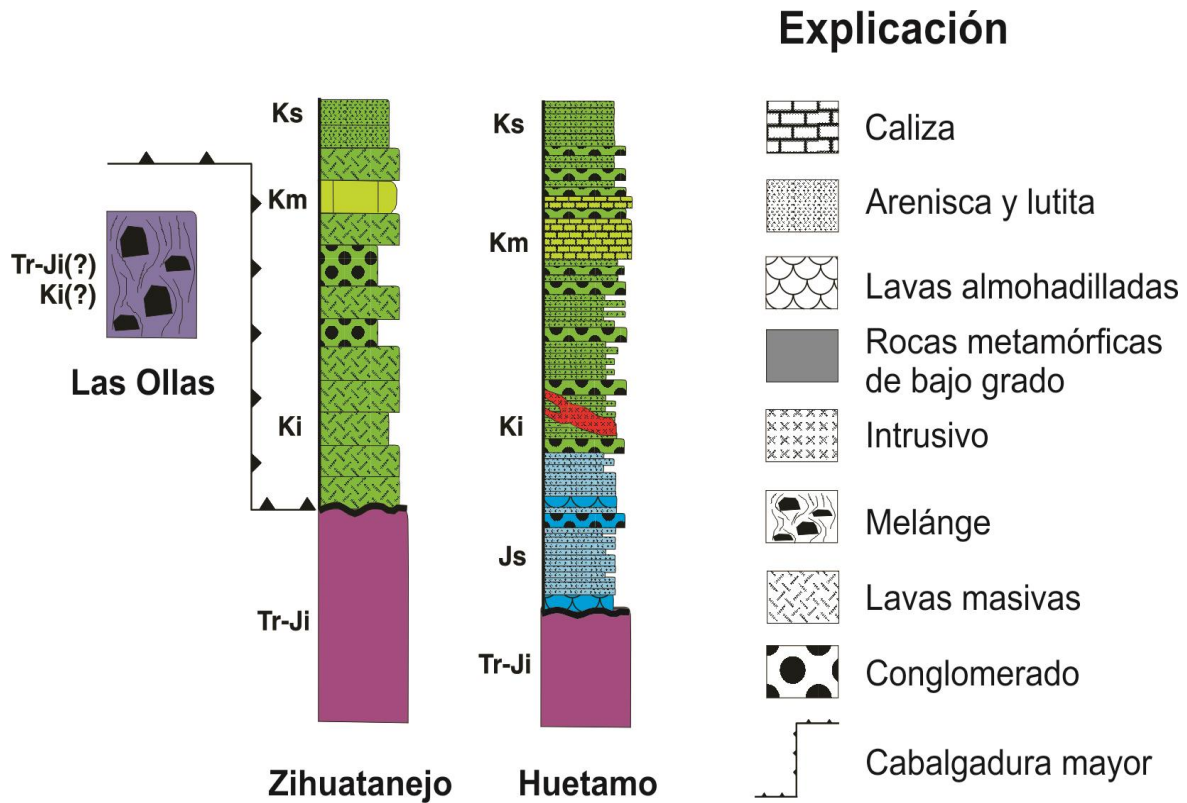 Explicación
Ks
Km
Tr-Ji(?)
Ki(?)
Las Ollas
Ki
Tr-Ji
Zihuatanejo
Ks
Km
Ki
Js
Tr-Ji
Huetamo
Caliza
Arenisca y lutita
Lavas almohadilladas
Rocas metamórficas
de bajo grado
Intrusivo
Melánge
Lavas masivas
Conglomerado
Cabalgadura mayor